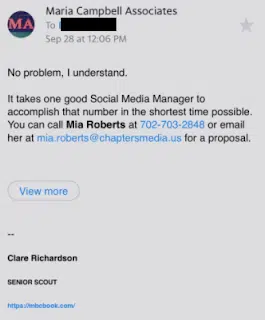 Maria Campbell Associates
MA
To
Sep 28 at 12:06 PM
No problem, I understand.
It takes one good Social Media Manager to
accomplish that number in the shortest time possible.
You can call Mia Roberts at 702-703-2848 or email
her at mia.roberts@chaptersmedia.us for a proposal.
View more
--
Clare Richardson
SENIOR SCOUT
https://mbcbook.com/